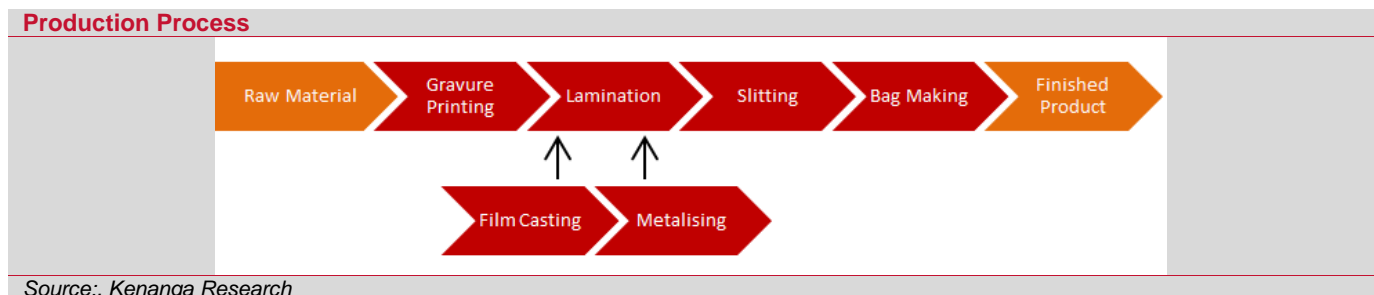 Production Process
Raw Material
Gravure
Printing
Lamination
Slitting
Bag Making
Finished
Product
Film Casting
Metalising
Source:, Kenanga Research